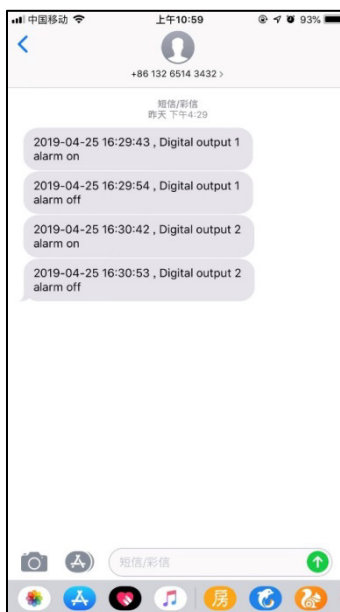 中国移动 上午10:59 93%
+86 132 6514 3432 >
短信/彩信
昨天 下午4:29
2019-04-25 16:29:43 , Digital output 1
alarm on
2019-04-25 16:29:54 , Digital output 1
alarm off
2019-04-25 16:30:42 , Digital output 2
alarm on
2019-04-25 16:30:53 , Digital output 2
alarm off
短信/彩信
房